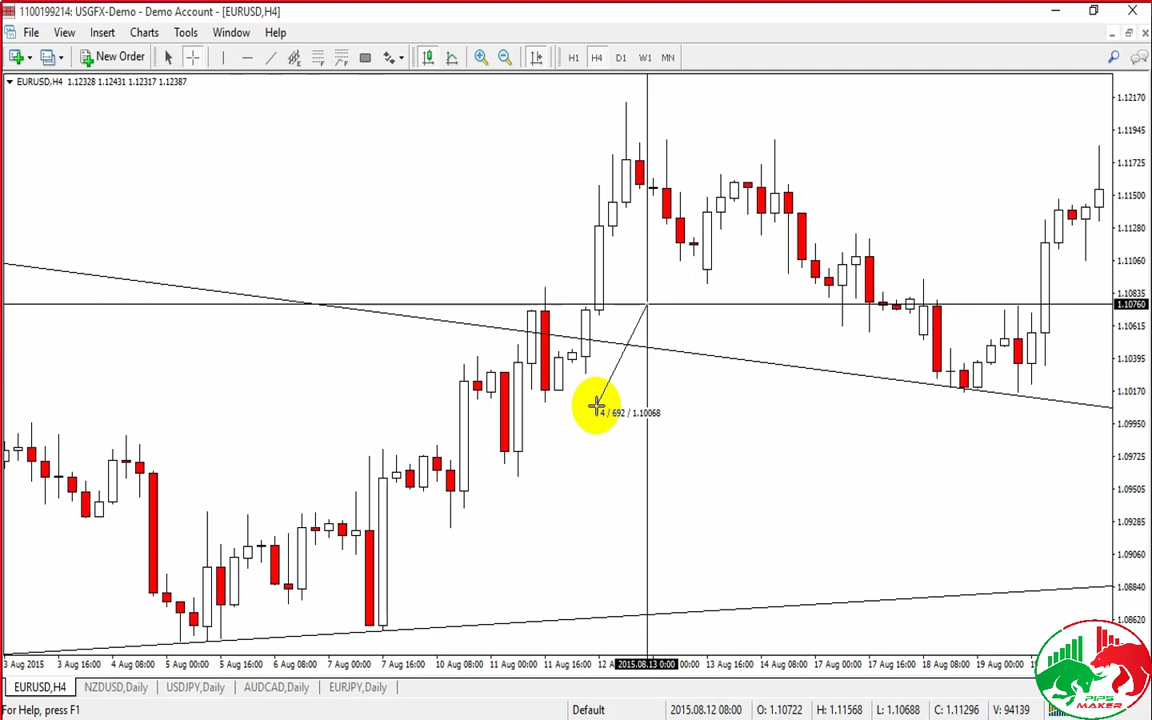 1100199214: USGFX-Demo - Demo Account - [EURUSD,H4]
File View Insert Charts Tools Window Help
New Order H1 H4 D1 W1 MN
EURUSD,H4 1.12328 1.12431 1.12317 1.12387
1.12170
1.11945
1.11725
1.11500
1.11280
1.11060
1.10835
1.10760
1.10615
1.10395
1.10170
4 / 692 / 1.10068
1.09950
1.09725
1.09505
1.09285
1.09060
1.08840
1.08620
3 Aug 2015 3 Aug 16:00 4 Aug 08:00 5 Aug 00:00 5 Aug 16:00 6 Aug 08:00 7 Aug 00:00 7 Aug 16:00 10 Aug 08:00 11 Aug 00:00 11 Aug 16:00 12 A 2015.08.13 0:00 00:00 13 Aug 16:00 14 Aug 08:00 17 Aug 00:00 17 Aug 16:00 18 Aug 08:00 19 Aug 00:00
EURUSD,H4 NZDUSD,Daily USDJPY,Daily AUDCAD,Daily EURJPY,Daily
PIPS
MAKER
For Help, press F1 Default 2015.08.12 08:00 O: 1.10722 H: 1.11568 L: 1.10688 C: 1.11296 V: 94139